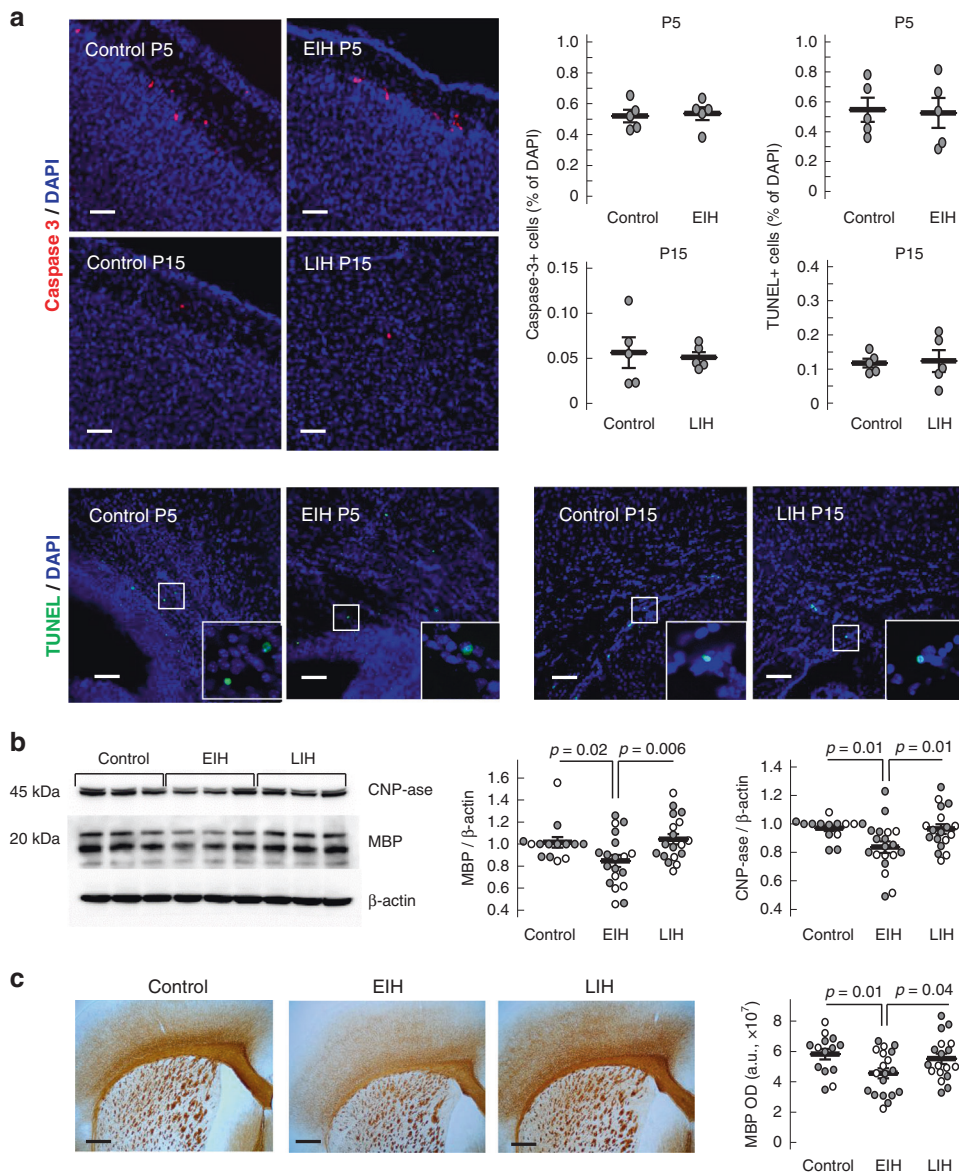 a
Control P5
EIH P5
Control P15
LIH P15
Caspase 3 / DAPI
P5
1.0
0.8
0.6
0.4
0.2
0
Control EIH
P15
0.15
0.10
0.05
0
Control LIH
Caspase-3+ cells (% of DAPI)
P5
1.0
0.8
0.6
0.4
0.2
0
Control EIH
P15
0.4
0.3
0.2
0.1
0
Control LIH
TUNEL+ cells (% of DAPI)
Control P5
EIH P5
Control P15
LIH P15
TUNEL / DAPI
b
Control EIH LIH
45 kDa
CNP-ase
20 kDa
MBP
β-actin
p = 0.02 p = 0.006
1.6
1.4
1.2
1.0
0.8
0.6
0.4
MBP / β-actin
Control EIH LIH
p = 0.01 p = 0.01
1.4
1.2
1.0
0.8
0.6
0.4
CNP-ase / β-actin
Control EIH LIH
c
Control
EIH
LIH
p = 0.01 p = 0.04
8
6
4
2
0
MBP OD (a.u., ×10⁷)
Control EIH LIH